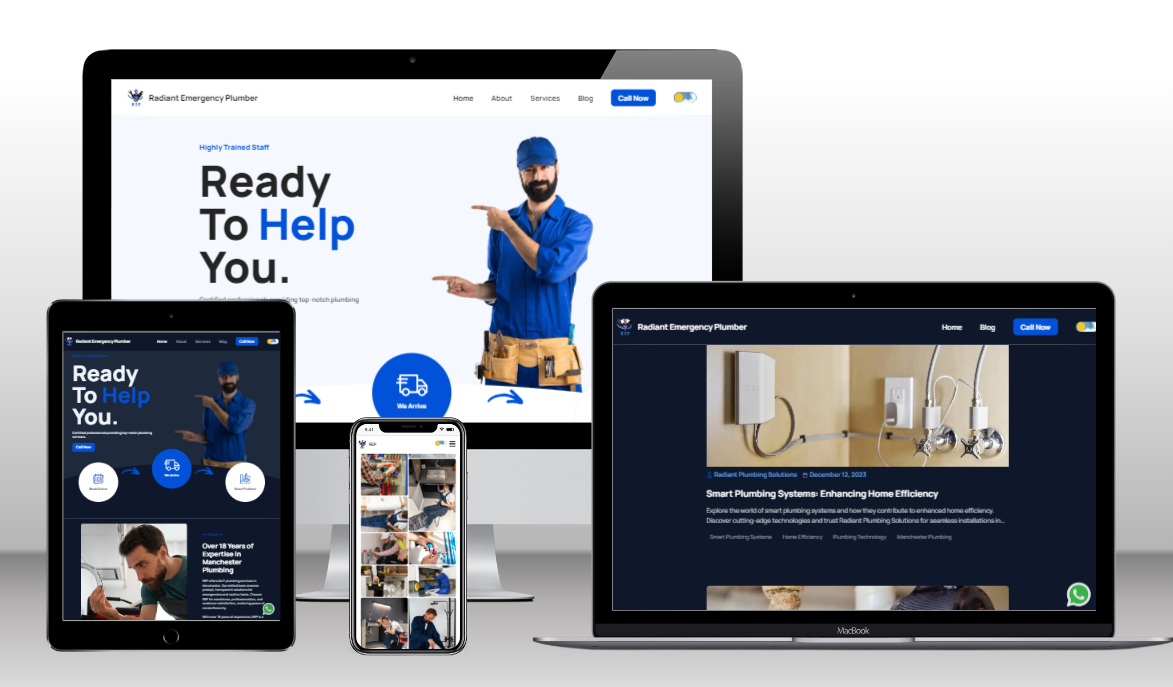 Radiant Emergency Plumber
Home About Services Blog Call Now
Highly Trained Staff
Ready
To Help
You.
Certified professionals providing top-notch plumbing
We Arrive
Radiant Emergency Plumber
Home About Services Blog Call Now
Ready
To Help
You.
Certified professionals providing top-notch plumbing
services.
Call Now
Book Online
We Arrive
Over 18 Years of
Expertise in
Manchester
Plumbing
9:41
REP
Radiant Emergency Plumber
Home Blog Call Now
Radiant Plumbing Solutions December 12, 2023
Smart Plumbing Systems: Enhancing Home Efficiency
Explore the world of smart plumbing systems and how they contribute to enhanced home efficiency.
Discover cutting-edge technologies and trust Radiant Plumbing Solutions for seamless installations in...
Smart Plumbing Systems Home Efficiency Plumbing Technology Manchester Plumbing
MacBook